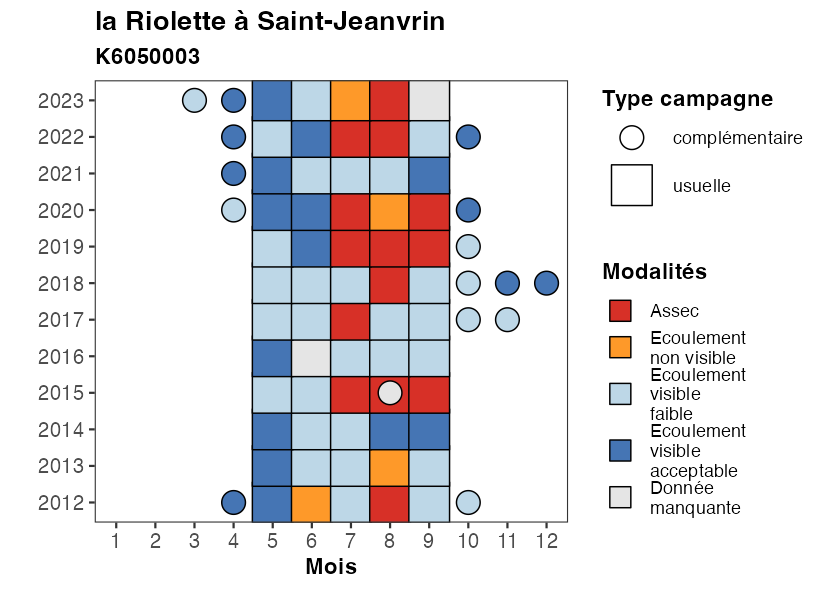 la Riolette à Saint-Jeanvrin
K6050003
2023
2022
2021
2020
2019
2018
2017
2016
2015
2014
2013
2012
1 2 3 4 5 6 7 8 9 10 11 12
Mois
Type campagne
complémentaire
usuelle
Modalités
Assec
Ecoulement
non visible
Ecoulement
visible
faible
Ecoulement
visible
acceptable
Donnée
manquante